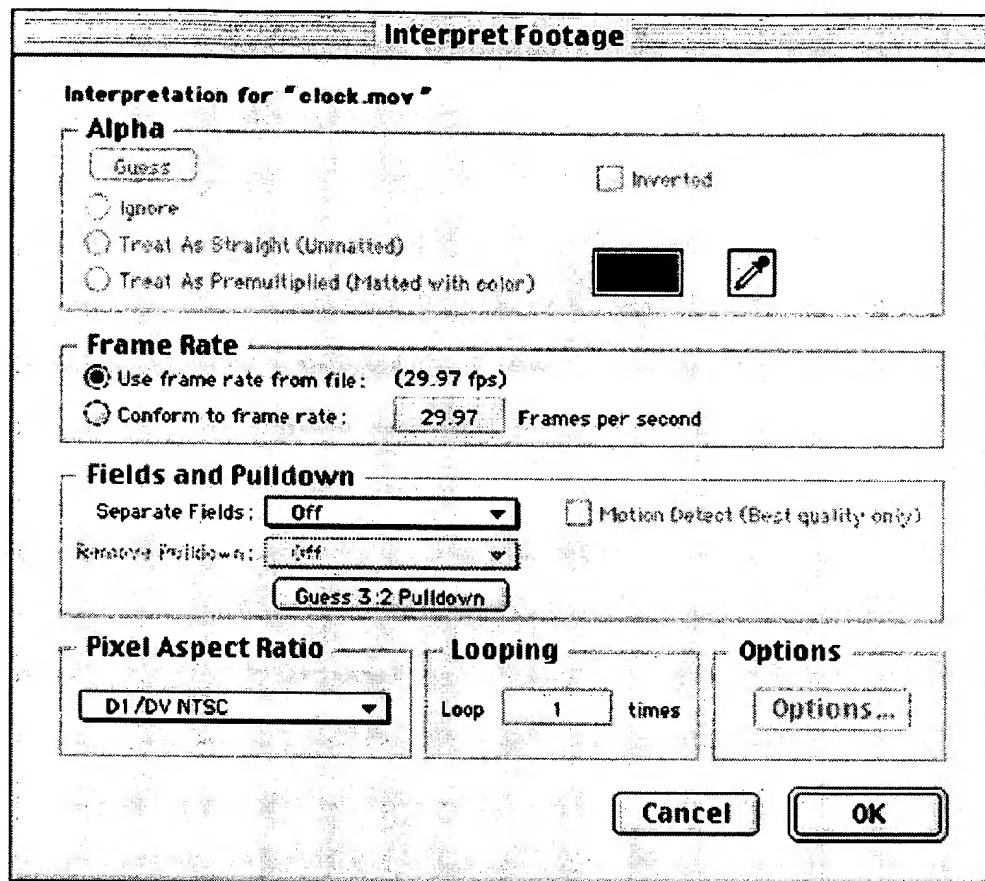 Interpret Footage
Interpretation for "clock.mov"
Alpha
Guess
Inverted
Ignore
Treat As Straight (Unmatted)
Treat As Premultiplied (Matted with color)
Frame Rate
Use frame rate from file: (29.97 fps)
Conform to frame rate: 29.97 Frames per second
Fields and Pulldown
Separate Fields: Off
Motion Detect (Best quality only)
Remove Pulldown: Off
Guess 3:2 Pulldown
Pixel Aspect Ratio
D1/DV NTSC
Looping
Loop 1 times
Options
Options...
Cancel
OK